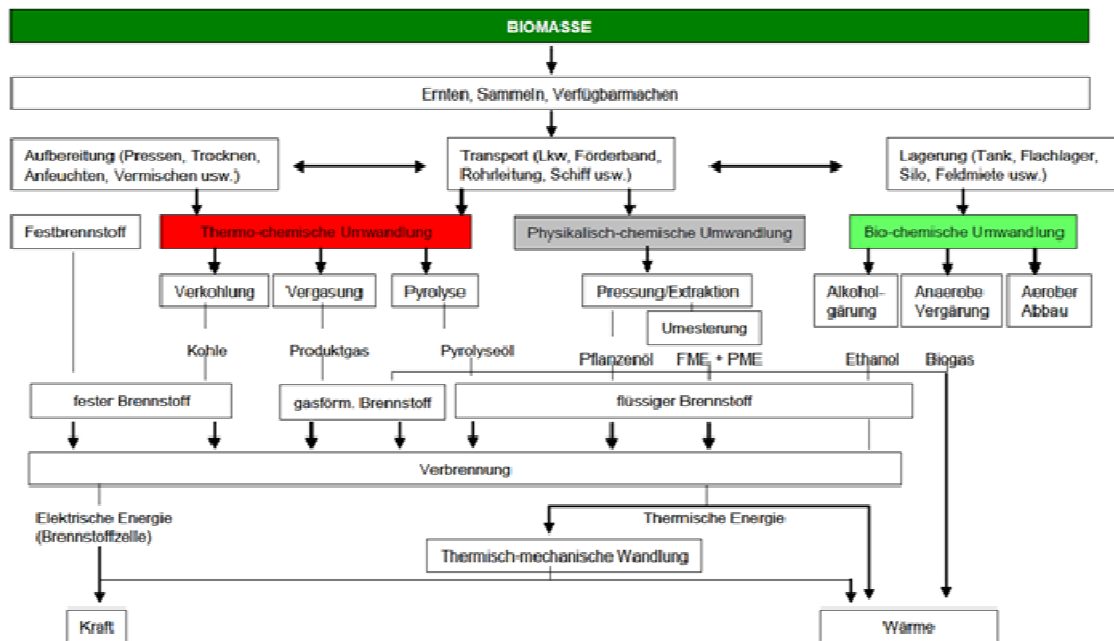 BIOMASSE
Ernten, Sammeln, Verfügbarmachen
Aufbereitung (Pressen, Trocknen,
Anfeuchten, Vermischen usw.)
Transport (Lkw, Förderband,
Rohrleitung, Schiff usw.)
Lagerung (Tank, Flachlager,
Silo, Feldmiete usw.)
Festbrennstoff
Thermo-chemische Umwandlung
Physikalisch-chemische Umwandlung
Bio-chemische Umwandlung
Verkohlung
Vergasung
Pyrolyse
Pressung/Extraktion
Alkohol-
gärung
Anaerobe
Vergärung
Aerober
Abbau
Umesterung
Kohle
Produktgas
Pyrolyseöl
Pflanzenöl
FME + PME
Ethanol
Biogas
fester Brennstoff
gasförm. Brennstoff
flüssiger Brennstoff
Verbrennung
Elektrische Energie
(Brennstoffzelle)
Thermische Energie
Thermisch-mechanische Wandlung
Kraft
Wärme